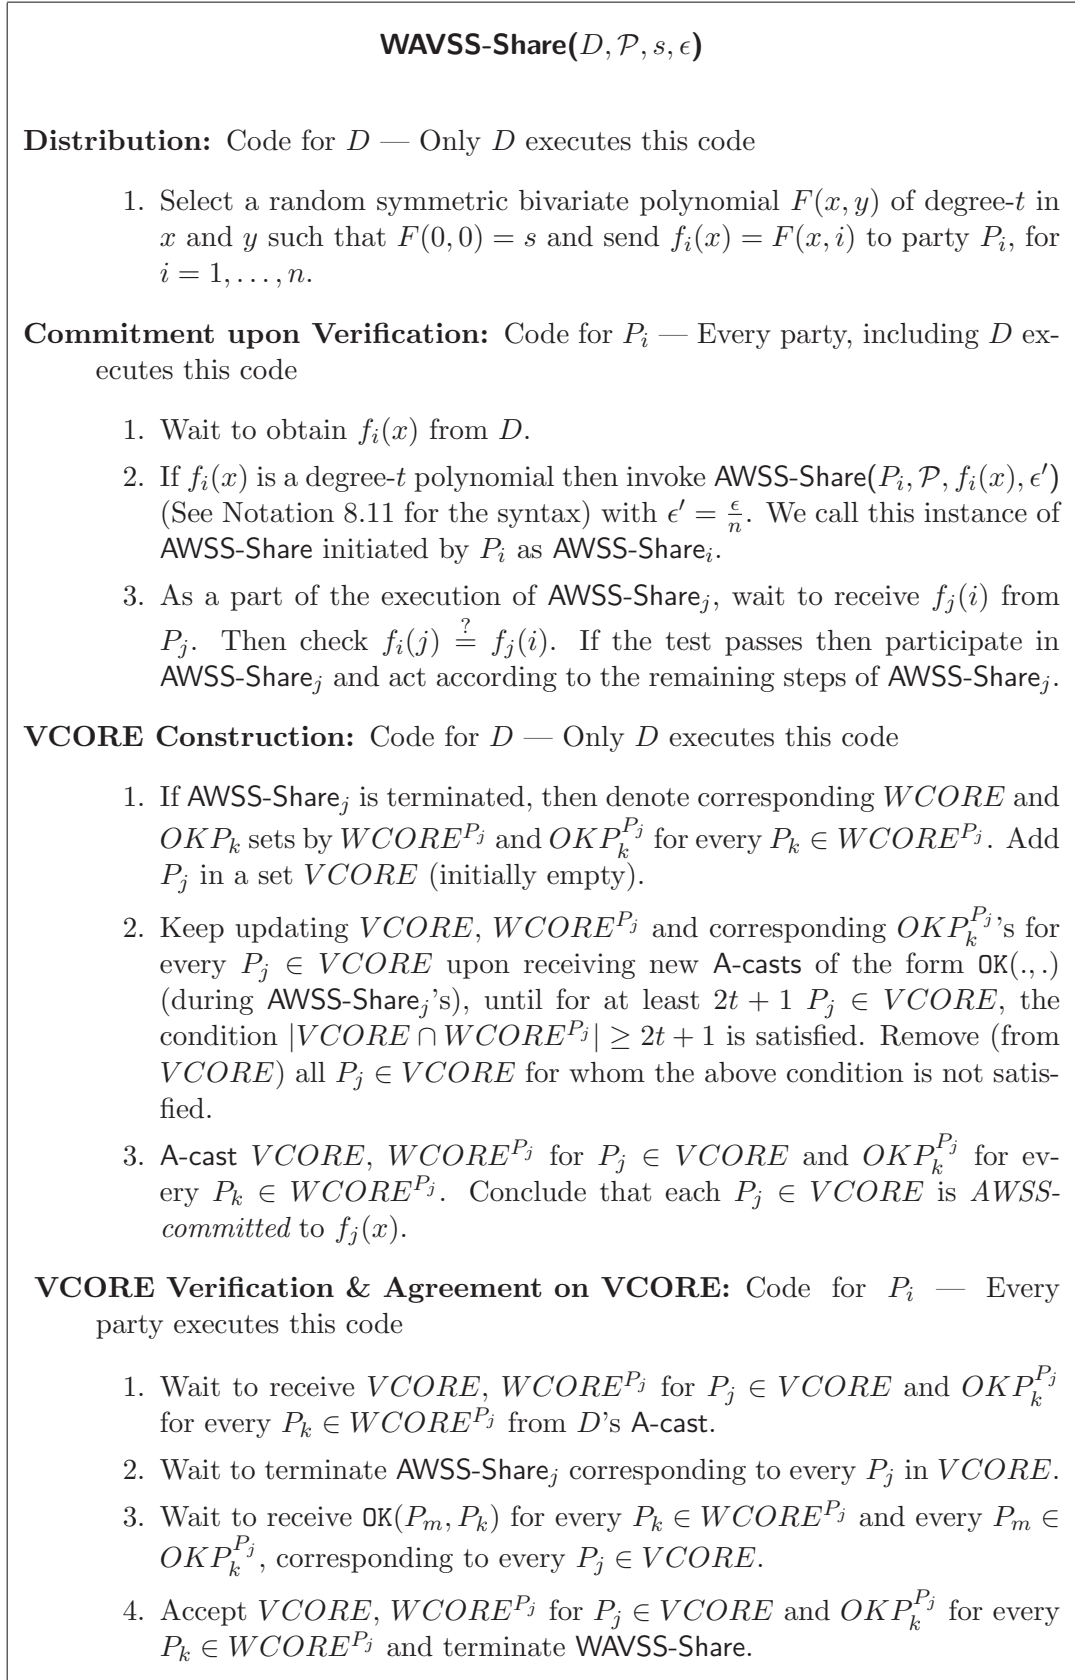 WAVSS-Share(D, 𝒫, s, ϵ)
Distribution: Code for D — Only D executes this code
1. Select a random symmetric bivariate polynomial F(x, y) of degree-t in
x and y such that F(0, 0) = s and send f_i(x) = F(x, i) to party P_i, for
i = 1, . . . , n.
Commitment upon Verification: Code for P_i — Every party, including D ex-
ecutes this code
1. Wait to obtain f_i(x) from D.
2. If f_i(x) is a degree-t polynomial then invoke AWSS-Share(P_i, 𝒫, f_i(x), ϵ′)
(See Notation 8.11 for the syntax) with ϵ′ = ϵ/n. We call this instance of
AWSS-Share initiated by P_i as AWSS-Share_i.
3. As a part of the execution of AWSS-Share_j, wait to receive f_j(i) from
P_j. Then check f_i(j) =? f_j(i). If the test passes then participate in
AWSS-Share_j and act according to the remaining steps of AWSS-Share_j.
VCORE Construction: Code for D — Only D executes this code
1. If AWSS-Share_j is terminated, then denote corresponding WCORE and
OKP_k sets by WCORE^{P_j} and OKP_k^{P_j} for every P_k ∈ WCORE^{P_j}. Add
P_j in a set VCORE (initially empty).
2. Keep updating VCORE, WCORE^{P_j} and corresponding OKP_k^{P_j}'s for
every P_j ∈ VCORE upon receiving new A-casts of the form OK(., .)
(during AWSS-Share_j's), until for at least 2t + 1 P_j ∈ VCORE, the
condition |VCORE ∩ WCORE^{P_j}| ≥ 2t + 1 is satisfied. Remove (from
VCORE) all P_j ∈ VCORE for whom the above condition is not satis-
fied.
3. A-cast VCORE, WCORE^{P_j} for P_j ∈ VCORE and OKP_k^{P_j} for ev-
ery P_k ∈ WCORE^{P_j}. Conclude that each P_j ∈ VCORE is AWSS-
committed to f_j(x).
VCORE Verification & Agreement on VCORE: Code for P_i — Every
party executes this code
1. Wait to receive VCORE, WCORE^{P_j} for P_j ∈ VCORE and OKP_k^{P_j}
for every P_k ∈ WCORE^{P_j} from D's A-cast.
2. Wait to terminate AWSS-Share_j corresponding to every P_j in VCORE.
3. Wait to receive OK(P_m, P_k) for every P_k ∈ WCORE^{P_j} and every P_m ∈
OKP_k^{P_j}, corresponding to every P_j ∈ VCORE.
4. Accept VCORE, WCORE^{P_j} for P_j ∈ VCORE and OKP_k^{P_j} for every
P_k ∈ WCORE^{P_j} and terminate WAVSS-Share.